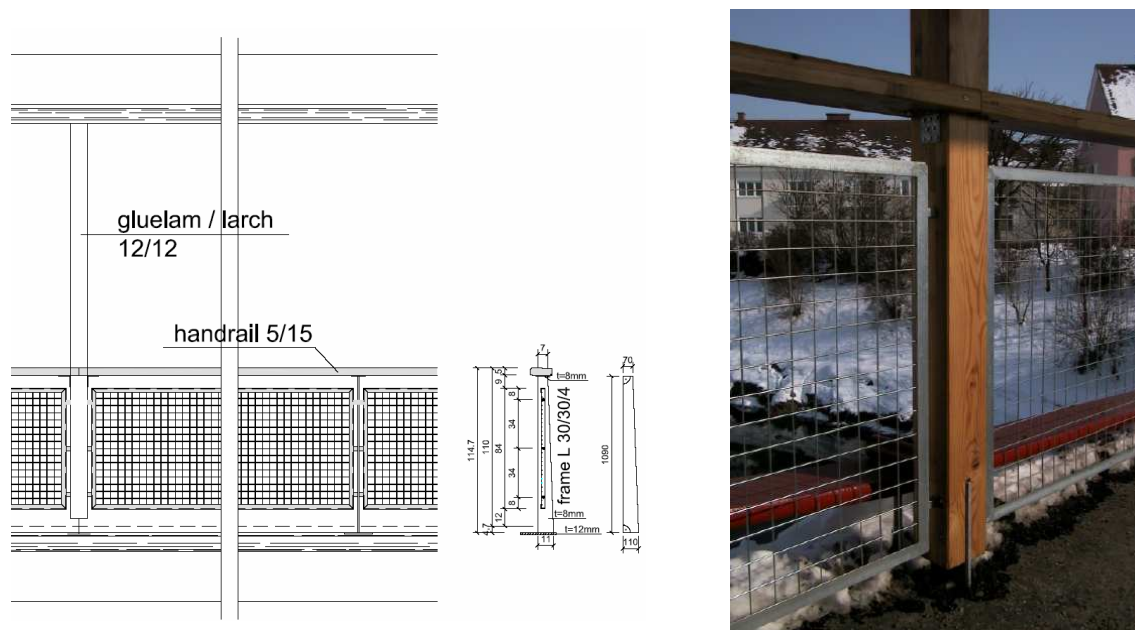 gluelam / larch
12/12
handrail 5/15
7
70
5
9
t=8mm
8
34
114.7
110
84
34
8
12
4.7
frame L 30/30/4
t=8mm
t=12mm
11
1090
110